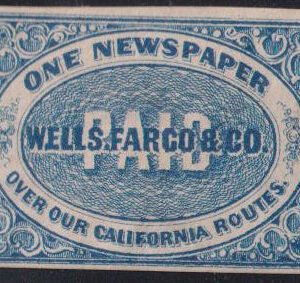 ONE NEWSPAPER
PAID
WELLS, FARGO & CO.
OVER OUR CALIFORNIA ROUTES.